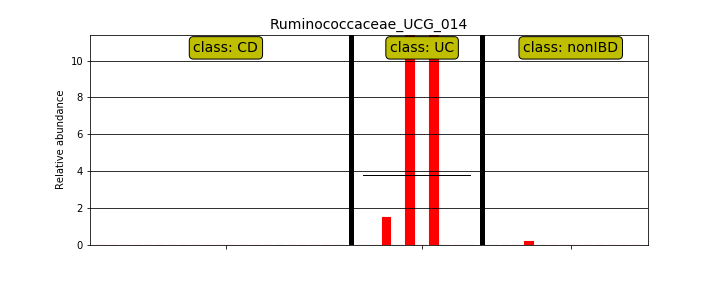 Ruminococcaceae_UCG_014
class: CD
class: UC
class: nonIBD
Relative abundance
10
8
6
4
2
0